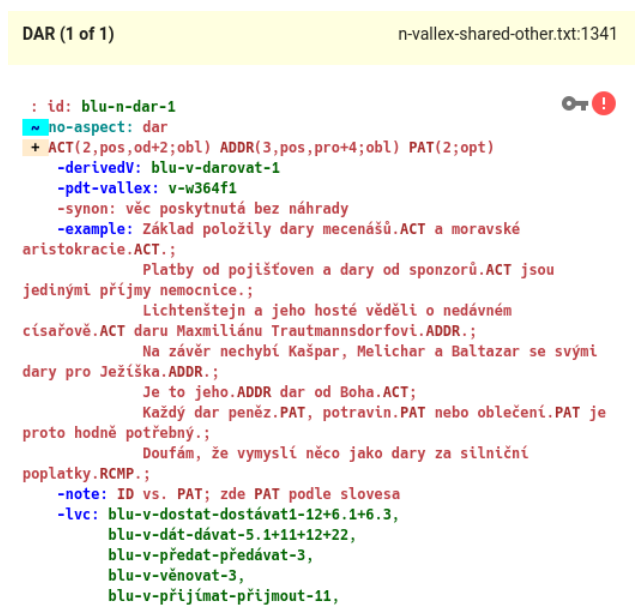 DAR (1 of 1) n-vallex-shared-other.txt:1341
: id: blu-n-dar-1
~ no-aspect: dar
+ ACT(2,pos,od+2;obl) ADDR(3,pos,pro+4;obl) PAT(2;opt)
-derivedV: blu-v-darovat-1
-pdt-vallex: v-w364f1
-synon: věc poskytnutá bez náhrady
-example: Základ položily dary mecenášů.ACT a moravské
aristokracie.ACT.;
Platby od pojišťoven a dary od sponzorů.ACT jsou
jedinými příjmy nemocnice.;
Lichtenštejn a jeho hosté věděli o nedávném
císařově.ACT daru Maxmiliánu Trautmannsdorfovi.ADDR.;
Na závěr nechybí Kašpar, Melichar a Baltazar se svými
dary pro Ježíška.ADDR.;
Je to jeho.ADDR dar od Boha.ACT;
Každý dar peněz.PAT, potravin.PAT nebo oblečení.PAT je
proto hodně potřebný.;
Doufám, že vymyslí něco jako dary za silniční
poplatky.RCMP.;
-note: ID vs. PAT; zde PAT podle slovesa
-lvc: blu-v-dostat-dostávat1-12+6.1+6.3,
blu-v-dát-dávat-5.1+11+12+22,
blu-v-předat-předávat-3,
blu-v-věnovat-3,
blu-v-přijímat-přijmout-11,